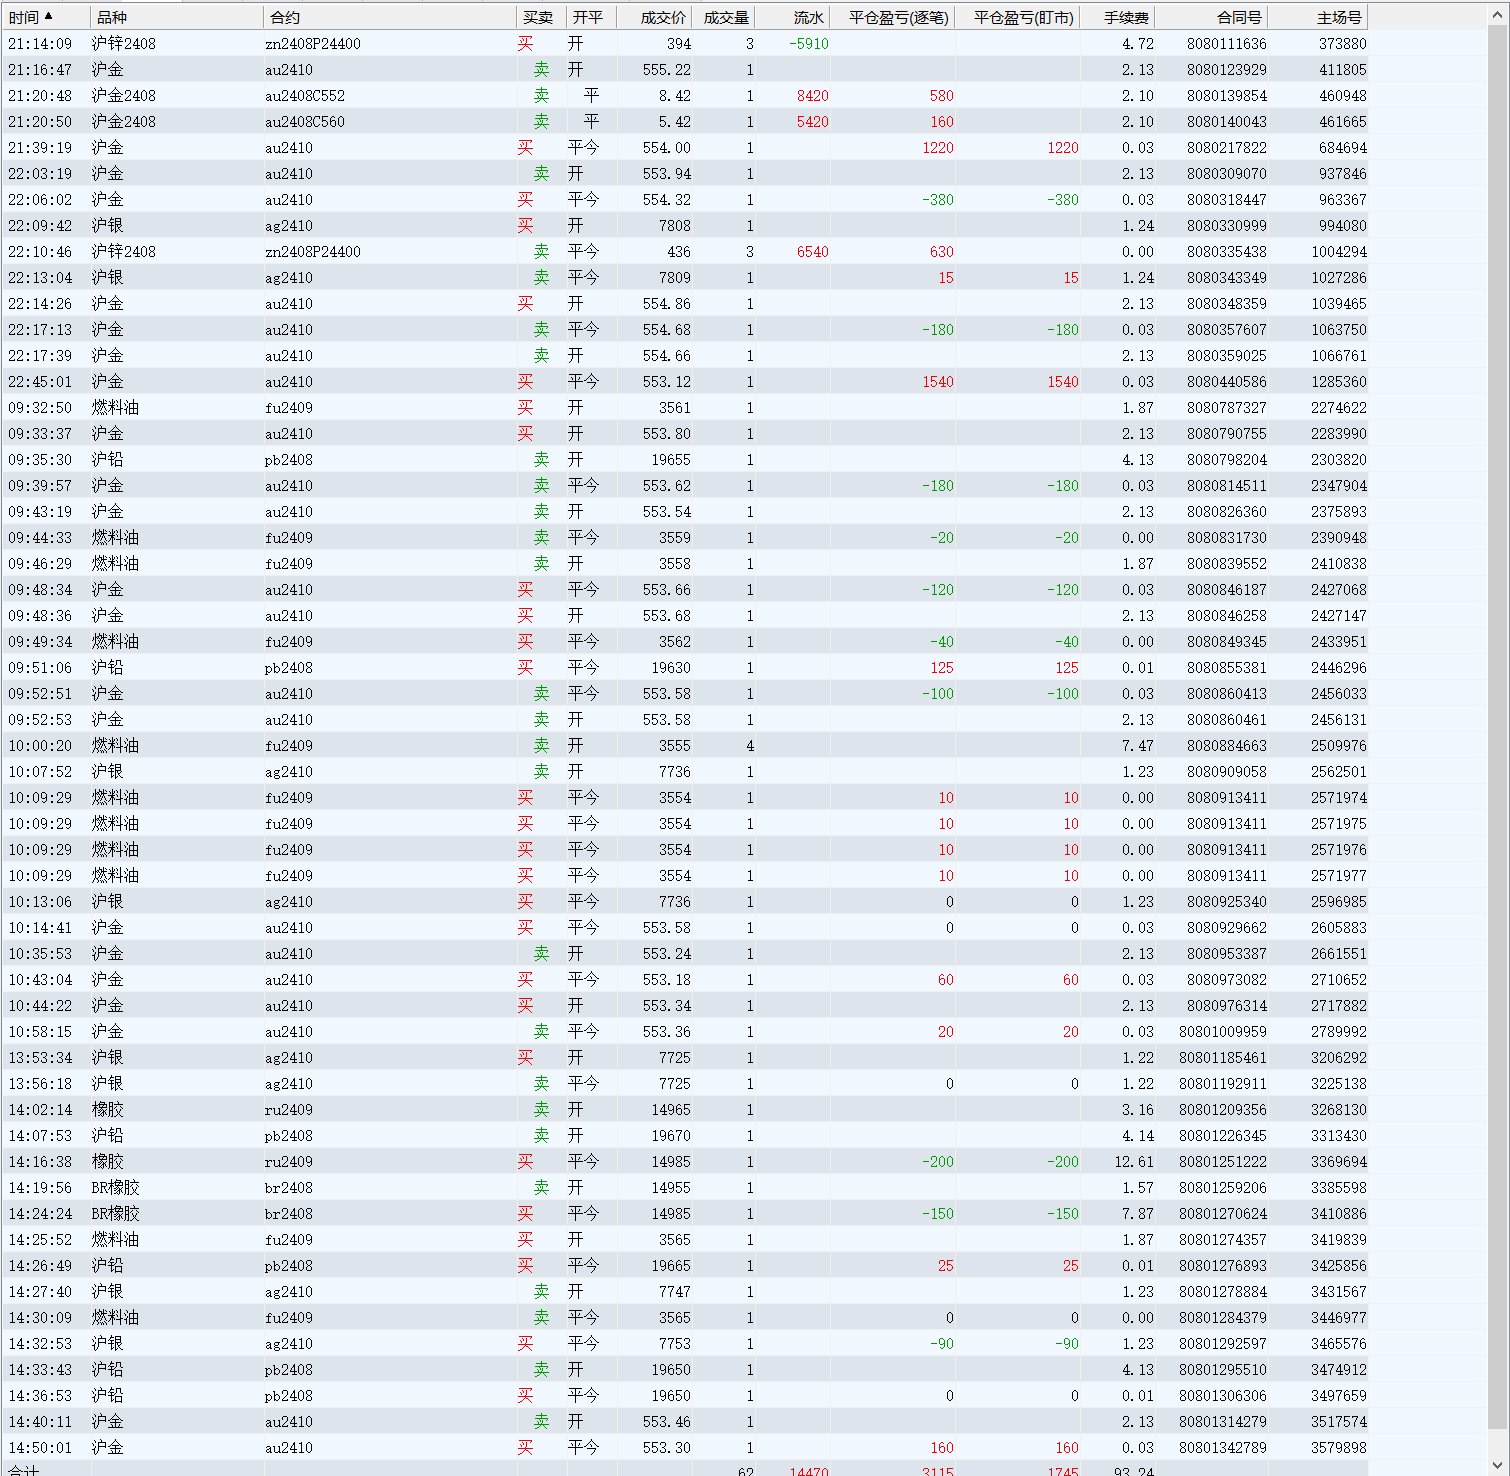 时间 品种 合约 买卖 开平 成交价 成交量 流水 平仓盈亏(逐笔) 平仓盈亏(盯市) 手续费 合同号 主场号
21:14:09 沪锌2408 zn2408P24400 买 开 394 3 -5910 4.72 8080111636 373880
21:16:47 沪金 au2410 卖 开 555.22 1 2.13 8080123929 411805
21:20:48 沪金2408 au2408C552 卖 平 8.42 1 8420 580 2.10 8080139854 460948
21:20:50 沪金2408 au2408C560 卖 平 5.42 1 5420 160 2.10 8080140043 461665
21:39:19 沪金 au2410 买 平今 554.00 1 1220 1220 0.03 8080217822 684694
22:03:19 沪金 au2410 卖 开 553.94 1 2.13 8080309070 937846
22:06:02 沪金 au2410 买 平今 554.32 1 -380 -380 0.03 8080318447 963367
22:09:42 沪银 ag2410 买 开 7808 1 1.24 8080330999 994080
22:10:46 沪锌2408 zn2408P24400 卖 平今 436 3 6540 630 0.00 8080335438 1004294
22:13:04 沪银 ag2410 卖 平今 7809 1 15 15 1.24 8080343349 1027286
22:14:26 沪金 au2410 买 开 554.86 1 2.13 8080348359 1039465
22:17:13 沪金 au2410 卖 平今 554.68 1 -180 -180 0.03 8080357607 1063750
22:17:39 沪金 au2410 卖 开 554.66 1 2.13 8080359025 1066761
22:45:01 沪金 au2410 买 平今 553.12 1 1540 1540 0.03 8080440586 1285360
09:32:50 燃料油 fu2409 买 开 3561 1 1.87 8080787327 2274622
09:33:37 沪金 au2410 买 开 553.80 1 2.13 8080790755 2283990
09:35:30 沪铅 pb2408 卖 开 19655 1 4.13 8080798204 2303820
09:39:57 沪金 au2410 卖 平今 553.62 1 -180 -180 0.03 8080814511 2347904
09:43:19 沪金 au2410 卖 开 553.54 1 2.13 8080826360 2375893
09:44:33 燃料油 fu2409 卖 平今 3559 1 -20 -20 0.00 8080831730 2390948
09:46:29 燃料油 fu2409 卖 开 3558 1 1.87 8080839552 2410838
09:48:34 沪金 au2410 买 平今 553.66 1 -120 -120 0.03 8080846187 2427068
09:48:36 沪金 au2410 买 开 553.68 1 2.13 8080846258 2427147
09:49:34 燃料油 fu2409 买 平今 3562 1 -40 -40 0.00 8080849345 2433951
09:51:06 沪铅 pb2408 买 平今 19630 1 125 125 0.01 8080855381 2446296
09:52:51 沪金 au2410 卖 平今 553.58 1 -100 -100 0.03 8080860413 2456033
09:52:53 沪金 au2410 卖 开 553.58 1 2.13 8080860461 2456131
10:00:20 燃料油 fu2409 卖 开 3555 4 7.47 8080884663 2509976
10:07:52 沪银 ag2410 卖 开 7736 1 1.23 8080909058 2562501
10:09:29 燃料油 fu2409 买 平今 3554 1 10 10 0.00 8080913411 2571974
10:09:29 燃料油 fu2409 买 平今 3554 1 10 10 0.00 8080913411 2571975
10:09:29 燃料油 fu2409 买 平今 3554 1 10 10 0.00 8080913411 2571976
10:09:29 燃料油 fu2409 买 平今 3554 1 10 10 0.00 8080913411 2571977
10:13:06 沪银 ag2410 买 平今 7736 1 0 0 1.23 8080925340 2596985
10:14:41 沪金 au2410 买 平今 553.58 1 0 0 0.03 8080929662 2605883
10:35:53 沪金 au2410 卖 开 553.24 1 2.13 8080953387 2661551
10:43:04 沪金 au2410 买 平今 553.18 1 60 60 0.03 8080973082 2710652
10:44:22 沪金 au2410 买 开 553.34 1 2.13 8080976314 2717882
10:58:15 沪金 au2410 卖 平今 553.36 1 20 20 0.03 80801009959 2789992
13:53:34 沪银 ag2410 买 开 7725 1 1.22 80801185461 3206292
13:56:18 沪银 ag2410 卖 平今 7725 1 0 0 1.22 80801192911 3225138
14:02:14 橡胶 ru2409 卖 开 14965 1 3.16 80801209356 3268130
14:07:53 沪铅 pb2408 卖 开 19670 1 4.14 80801226345 3313430
14:16:38 橡胶 ru2409 买 平今 14985 1 -200 -200 12.61 80801251222 3369694
14:19:56 BR橡胶 br2408 卖 开 14955 1 1.57 80801259206 3385598
14:24:24 BR橡胶 br2408 买 平今 14985 1 -150 -150 7.87 80801270624 3410886
14:25:52 燃料油 fu2409 买 开 3565 1 1.87 80801274357 3419839
14:26:49 沪铅 pb2408 买 平今 19665 1 25 25 0.01 80801276893 3425856
14:27:40 沪银 ag2410 卖 开 7747 1 1.23 80801278884 3431567
14:30:09 燃料油 fu2409 卖 平今 3565 1 0 0 0.00 80801284379 3446977
14:32:53 沪银 ag2410 买 平今 7753 1 -90 -90 1.23 80801292597 3465576
14:33:43 沪铅 pb2408 卖 开 19650 1 4.13 80801295510 3474912
14:36:53 沪铅 pb2408 买 平今 19650 1 0 0 0.01 80801306306 3497659
14:40:11 沪金 au2410 卖 开 553.46 1 2.13 80801314279 3517574
14:50:01 沪金 au2410 买 平今 553.30 1 160 160 0.03 80801342789 3579898
合计 62 14470 3115 1745 93.24